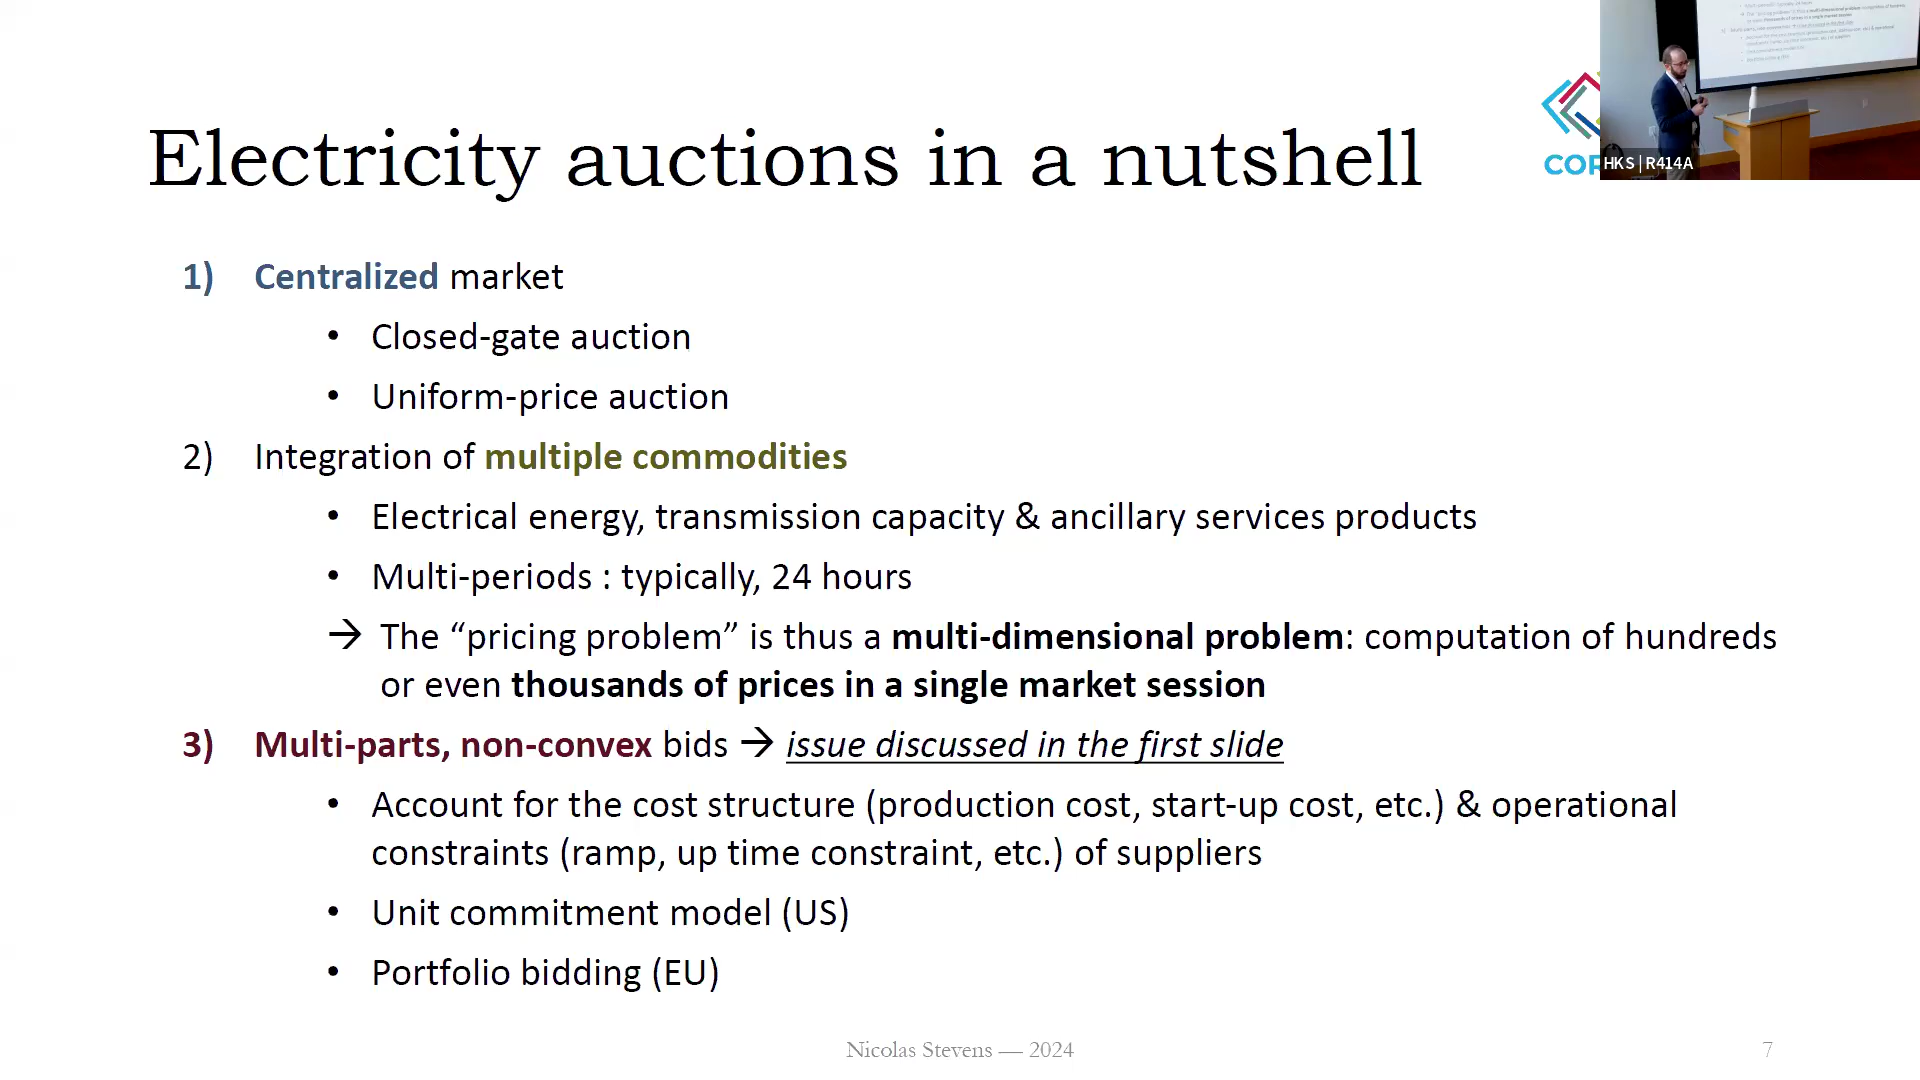 Electricity auctions in a nutshell
COR
HKS | R414A
1) Centralized market
• Closed-gate auction
• Uniform-price auction
2) Integration of multiple commodities
• Electrical energy, transmission capacity & ancillary services products
• Multi-periods : typically, 24 hours
→ The “pricing problem” is thus a multi-dimensional problem: computation of hundreds
or even thousands of prices in a single market session
3) Multi-parts, non-convex bids → issue discussed in the first slide
• Account for the cost structure (production cost, start-up cost, etc.) & operational
constraints (ramp, up time constraint, etc.) of suppliers
• Unit commitment model (US)
• Portfolio bidding (EU)
Nicolas Stevens — 2024
7